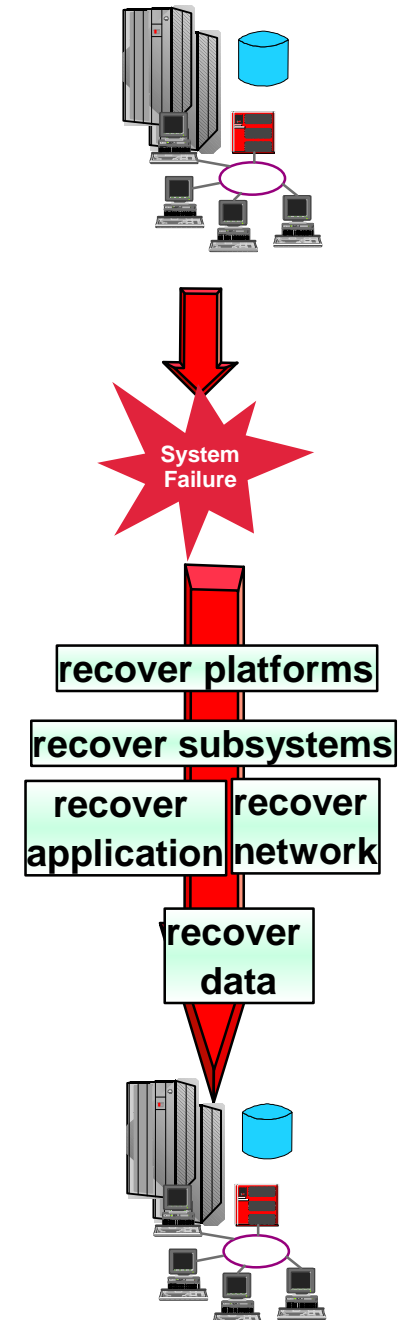 System
Failure
recover platforms
recover subsystems
recover
application
recover
network
recover
data